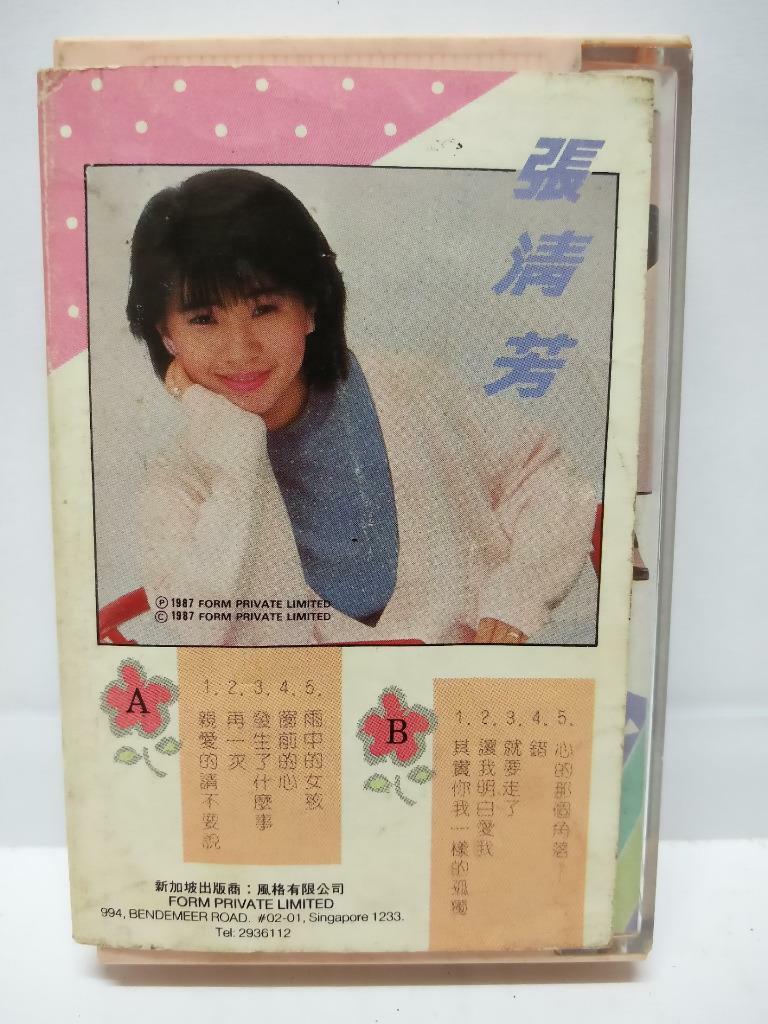 張清芳
Ⓟ 1987 FORM PRIVATE LIMITED
© 1987 FORM PRIVATE LIMITED
A
1. 親愛的請不要說
2. 再一次
3. 發生了什麼事
4. 窗前的心
5. 雨中的女孩
B
1. 其實你我一樣的孤獨
2. 讓我明白愛我
3. 就要走了
4. 錯
5. 心的那個角落
新加坡出版商：風格有限公司
FORM PRIVATE LIMITED
994, BENDEMEER ROAD. #02-01, Singapore 1233.
Tel: 2936112